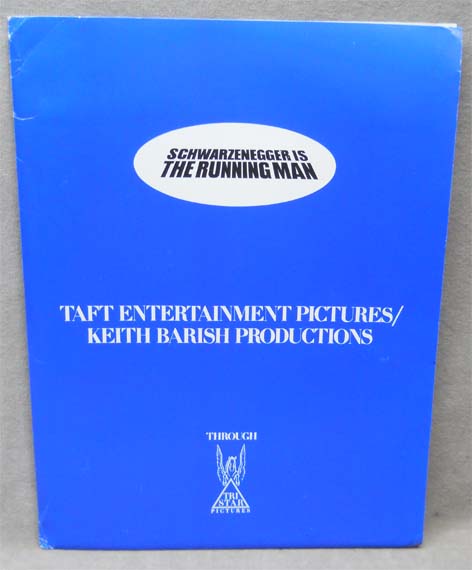 SCHWARZENEGGER IS
THE RUNNING MAN
TAFT ENTERTAINMENT PICTURES/
KEITH BARISH PRODUCTIONS
THROUGH
TRI
STAR
PICTURES